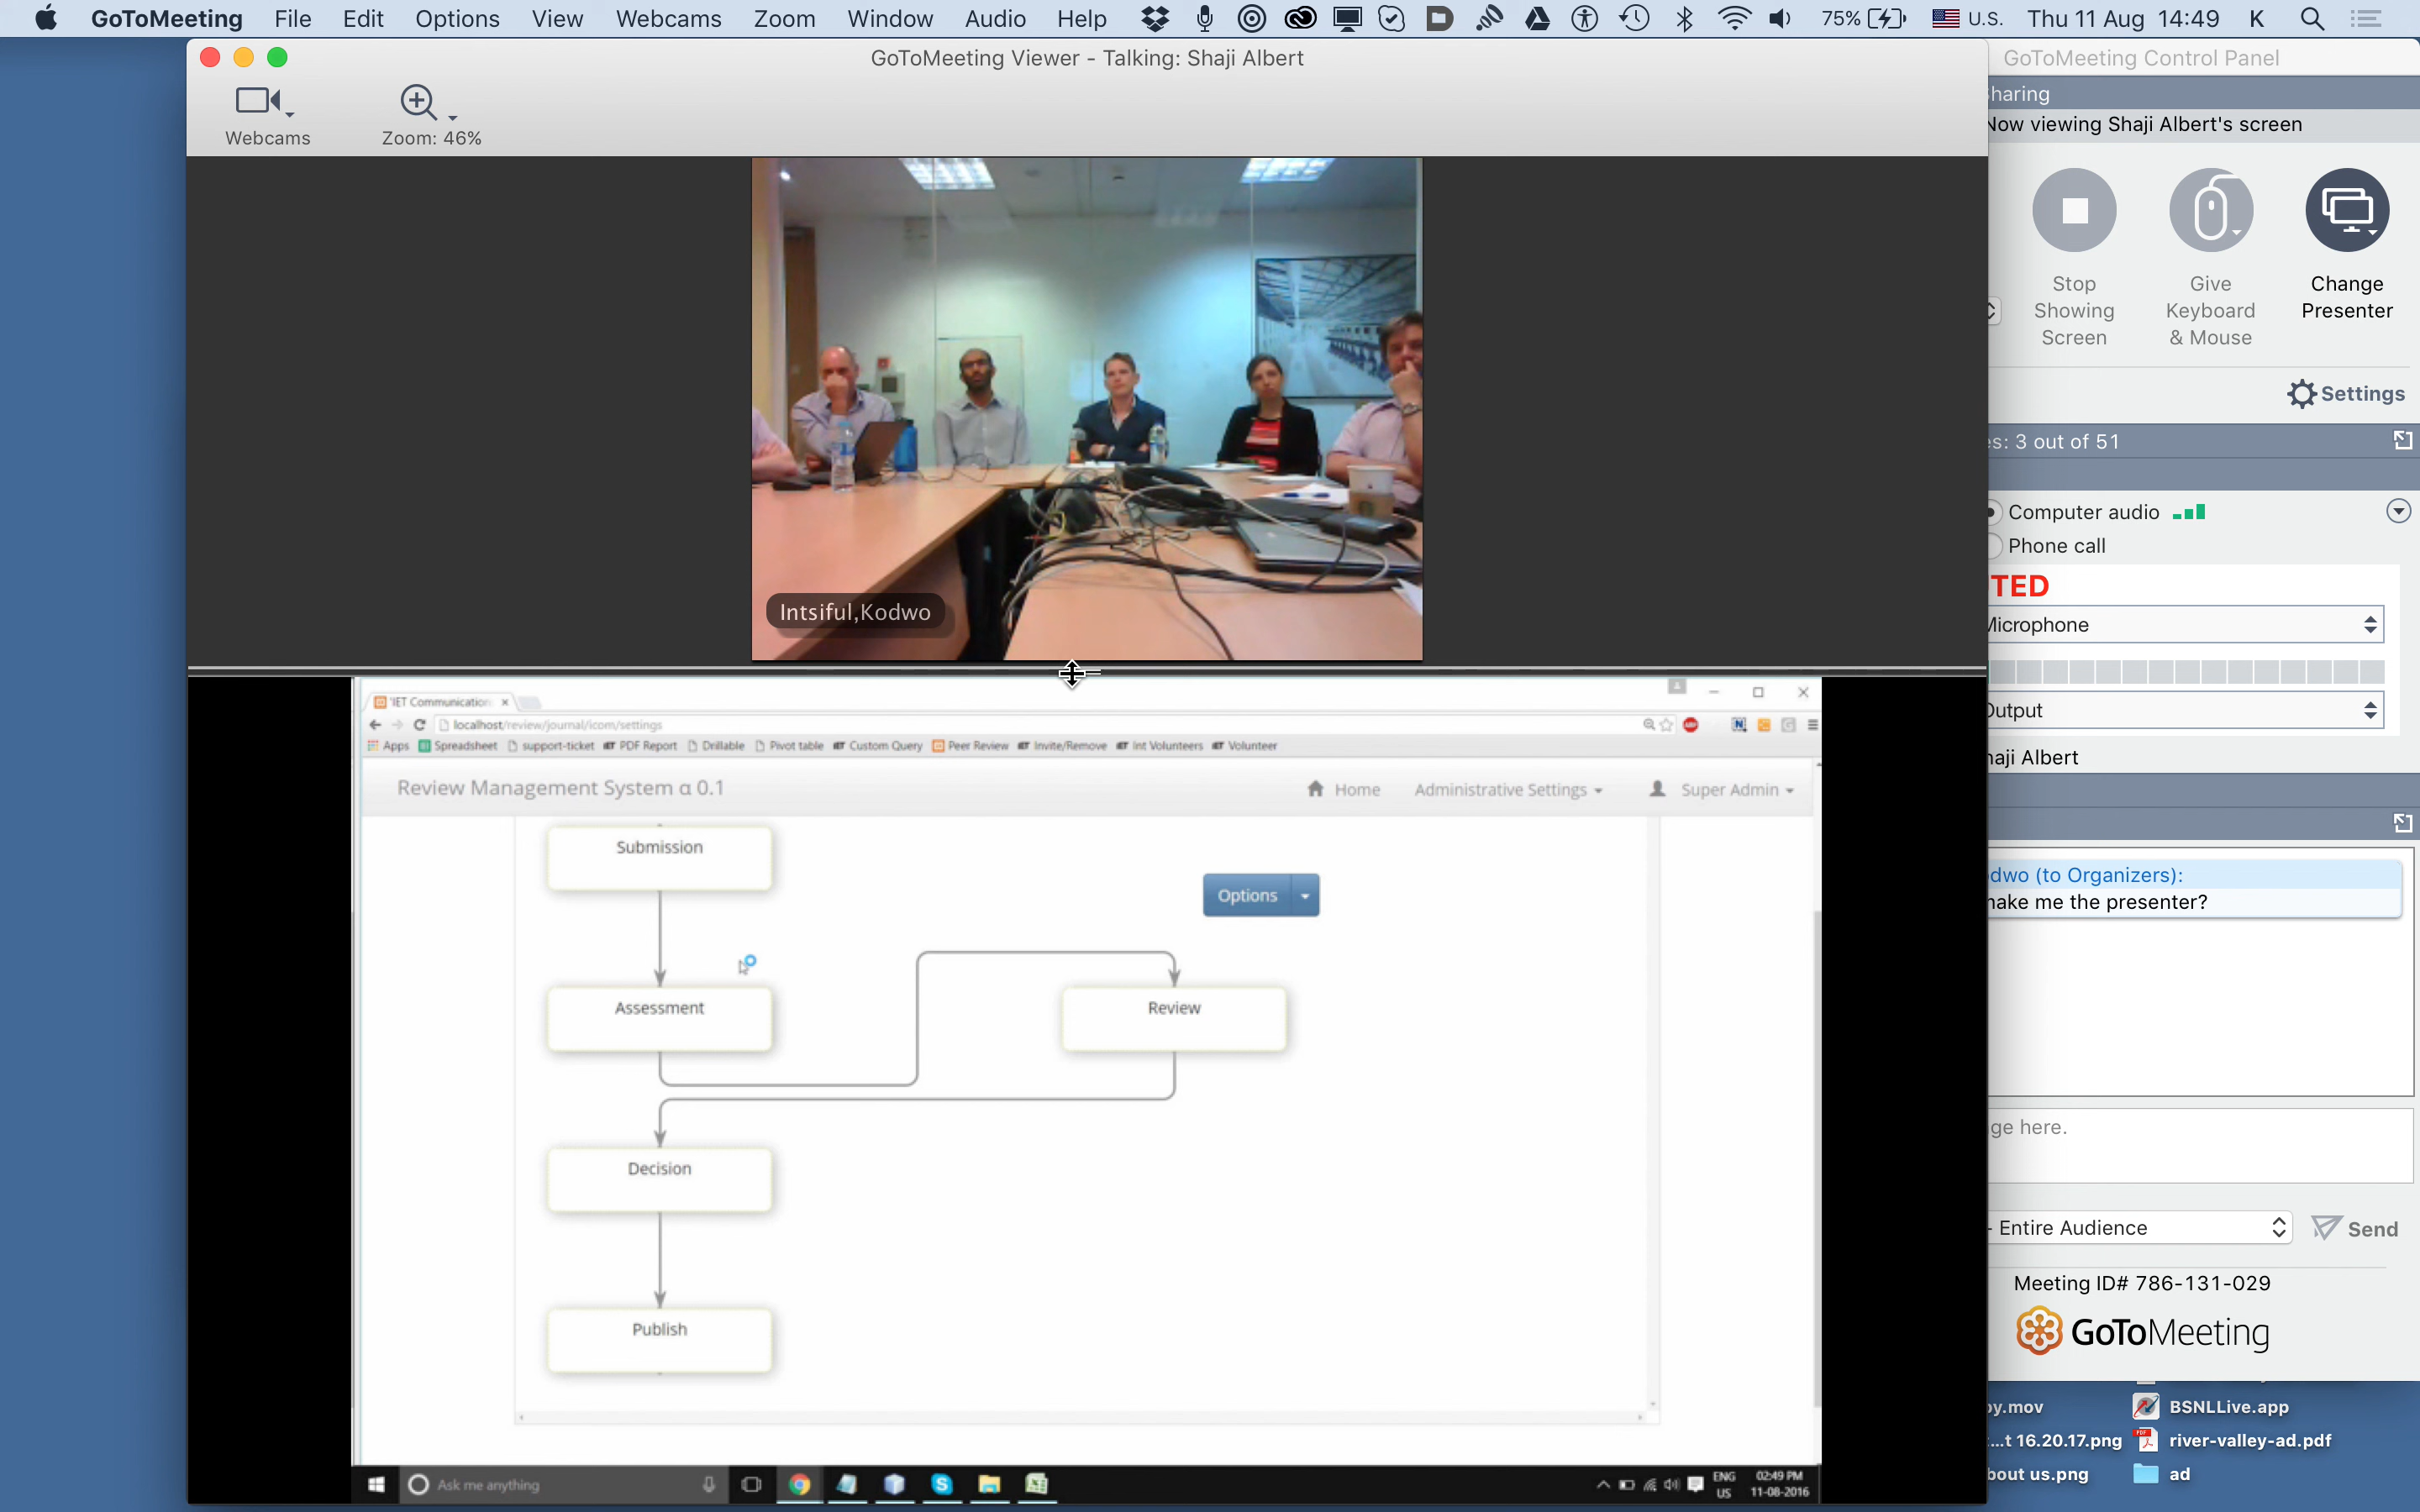 GoToMeeting File Edit Options View Webcams Zoom Window Audio Help 75% U.S. Thu 11 Aug 14:49 K
GoToMeeting Viewer - Talking: Shaji Albert
GoToMeeting Control Panel
Webcams
Zoom: 46%
haring
Now viewing Shaji Albert's screen
Stop Showing Screen
Give Keyboard & Mouse
Change Presenter
Settings
es: 3 out of 51
Computer audio
Phone call
TED
Microphone
Output
haji Albert
dwo (to Organizers):
make me the presenter?
ge here.
- Entire Audience
Send
Meeting ID# 786-131-029
GoToMeeting
Intsiful,Kodwo
'IET Communication
localhost/review/journal/icom/settings
Apps Spreadsheet support-ticket PDF Report Drillable Pivot table Custom Query Peer Review Invite/Remove Int Volunteers Volunteer
Review Management System α 0.1
Home
Administrative Settings
Super Admin
Submission
Options
Assessment
Review
Decision
Publish
Ask me anything
ENG
US
02:49 PM
11-08-2016
py.mov
BSNLLive.app
...t 16.20.17.png
river-valley-ad.pdf
bout us.png
ad